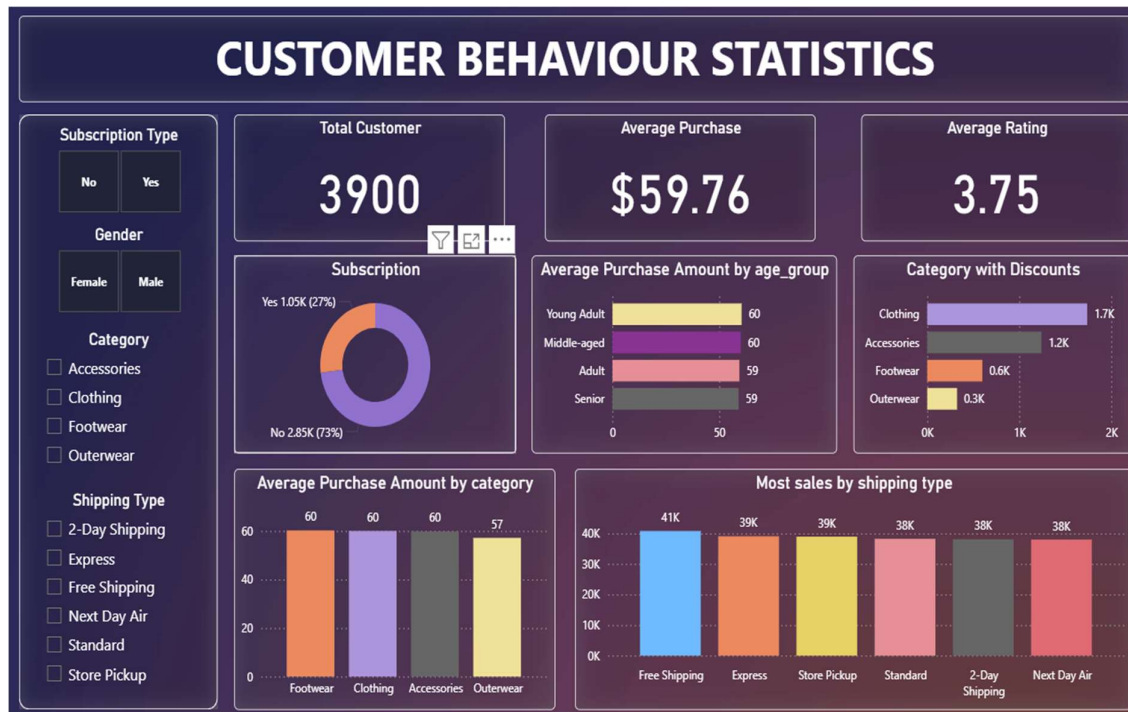 CUSTOMER BEHAVIOUR STATISTICS
Subscription Type
No Yes
Gender
Female Male
Category
Accessories
Clothing
Footwear
Outerwear
Shipping Type
2-Day Shipping
Express
Free Shipping
Next Day Air
Standard
Store Pickup
Total Customer
3900
Average Purchase
$59.76
Average Rating
3.75
Subscription
Yes 1.05K (27%)
No 2.85K (73%)
Average Purchase Amount by age_group
Young Adult 60
Middle-aged 60
Adult 59
Senior 59
0 50
Category with Discounts
Clothing 1.7K
Accessories 1.2K
Footwear 0.6K
Outerwear 0.3K
0K 1K 2K
Average Purchase Amount by category
60 60 60 57
60
40
20
0
Footwear Clothing Accessories Outerwear
Most sales by shipping type
41K 39K 39K 38K 38K 38K
40K
30K
20K
10K
0K
Free Shipping Express Store Pickup Standard 2-Day Next Day Air
Shipping